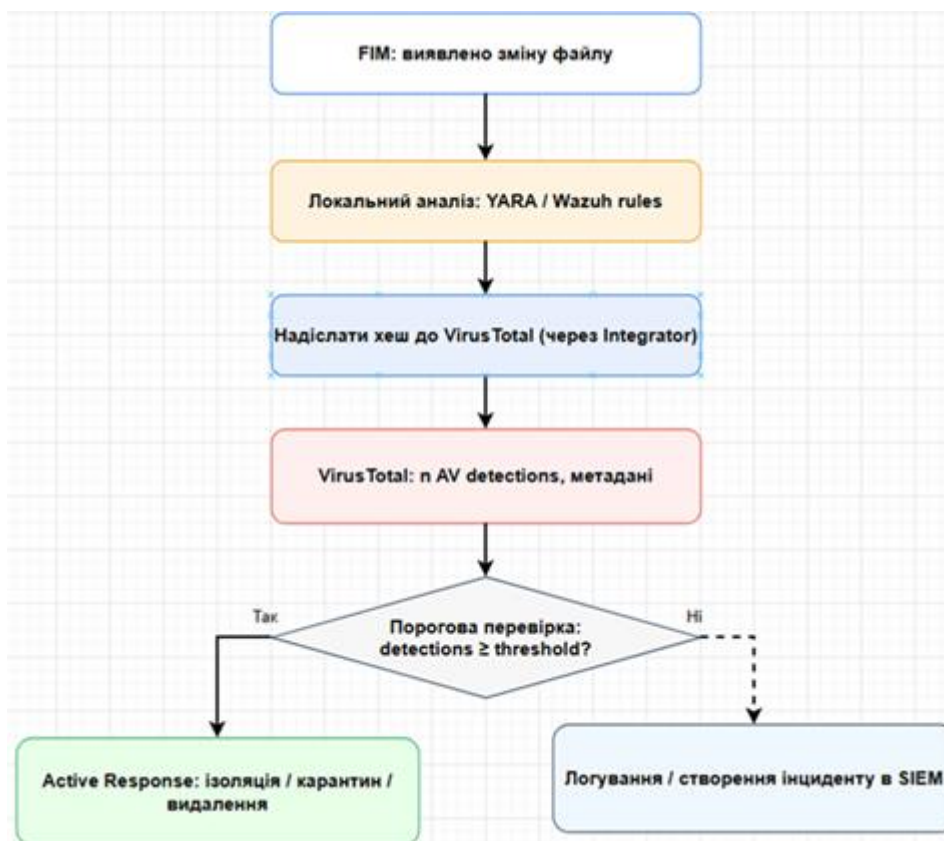 FIM: виявлено зміну файлу
Локальний аналіз: YARA / Wazuh rules
Надіслати хеш до VirusTotal (через Integrator)
VirusTotal: n AV detections, метадані
Так
Ні
Порогова перевірка:
detections ≥ threshold?
Active Response: ізоляція / карантин /
видалення
Логування / створення інциденту в SIEM